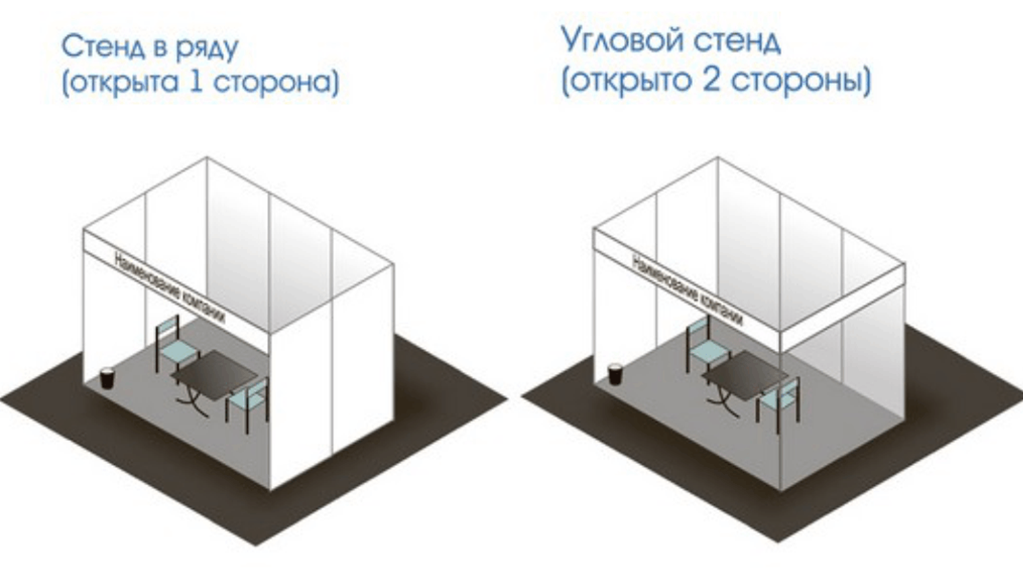 Стенд в ряду
(открыта 1 сторона)
Угловой стенд
(открыто 2 стороны)
Наименование компании
Наименование компании